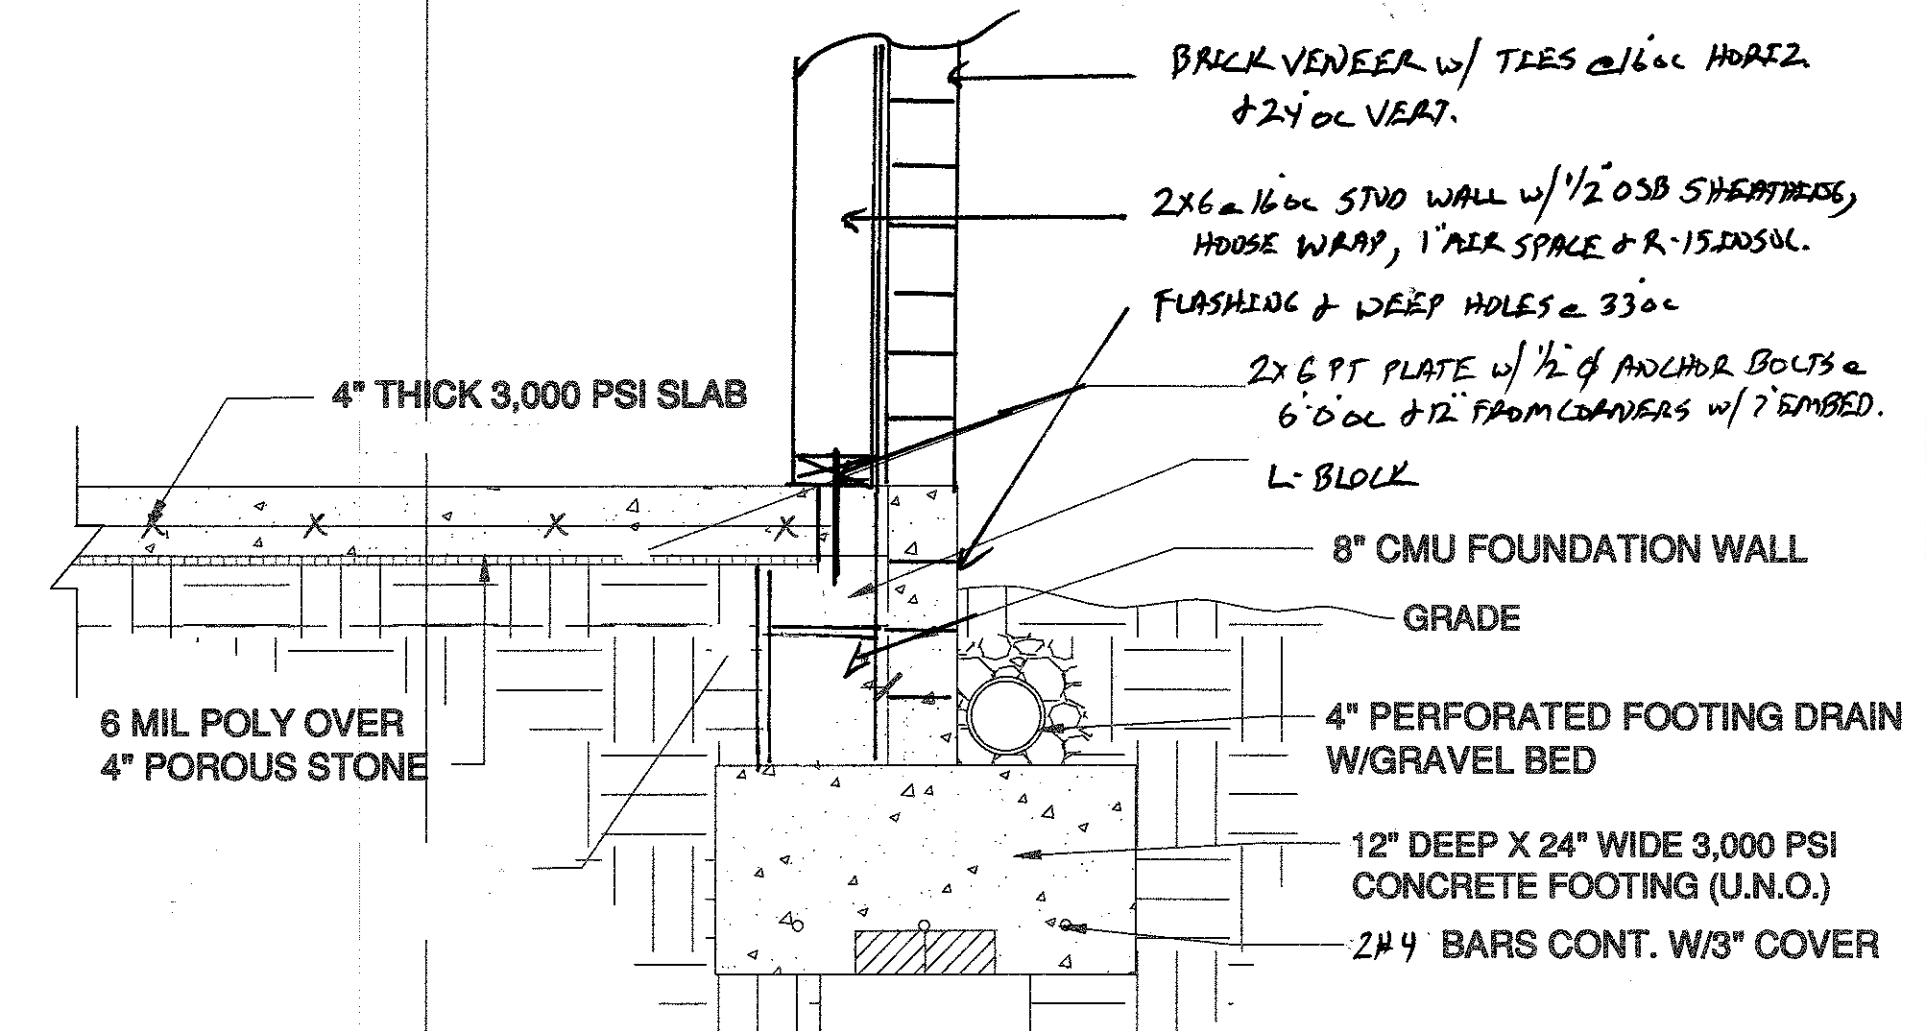 BRICK VENEER W/ TIES @ 16" OC HORIZ.
& 24" OC VERT.
2X6 @ 16" OC STUD WALL W/ 1/2" OSB SHEATHING,
HOUSE WRAP, 1" AIR SPACE & R-15 INSUL.
FLASHING & WEEP HOLES @ 33" OC
2X6 PT PLATE W/ 1/2" Ø ANCHOR BOLTS @
6'0" OC & 12" FROM CORNERS W/ 7" EMBED.
4" THICK 3,000 PSI SLAB
L-BLOCK
8" CMU FOUNDATION WALL
GRADE
6 MIL POLY OVER
4" POROUS STONE
4" PERFORATED FOOTING DRAIN
W/GRAVEL BED
12" DEEP X 24" WIDE 3,000 PSI
CONCRETE FOOTING (U.N.O.)
2#4 BARS CONT. W/3" COVER